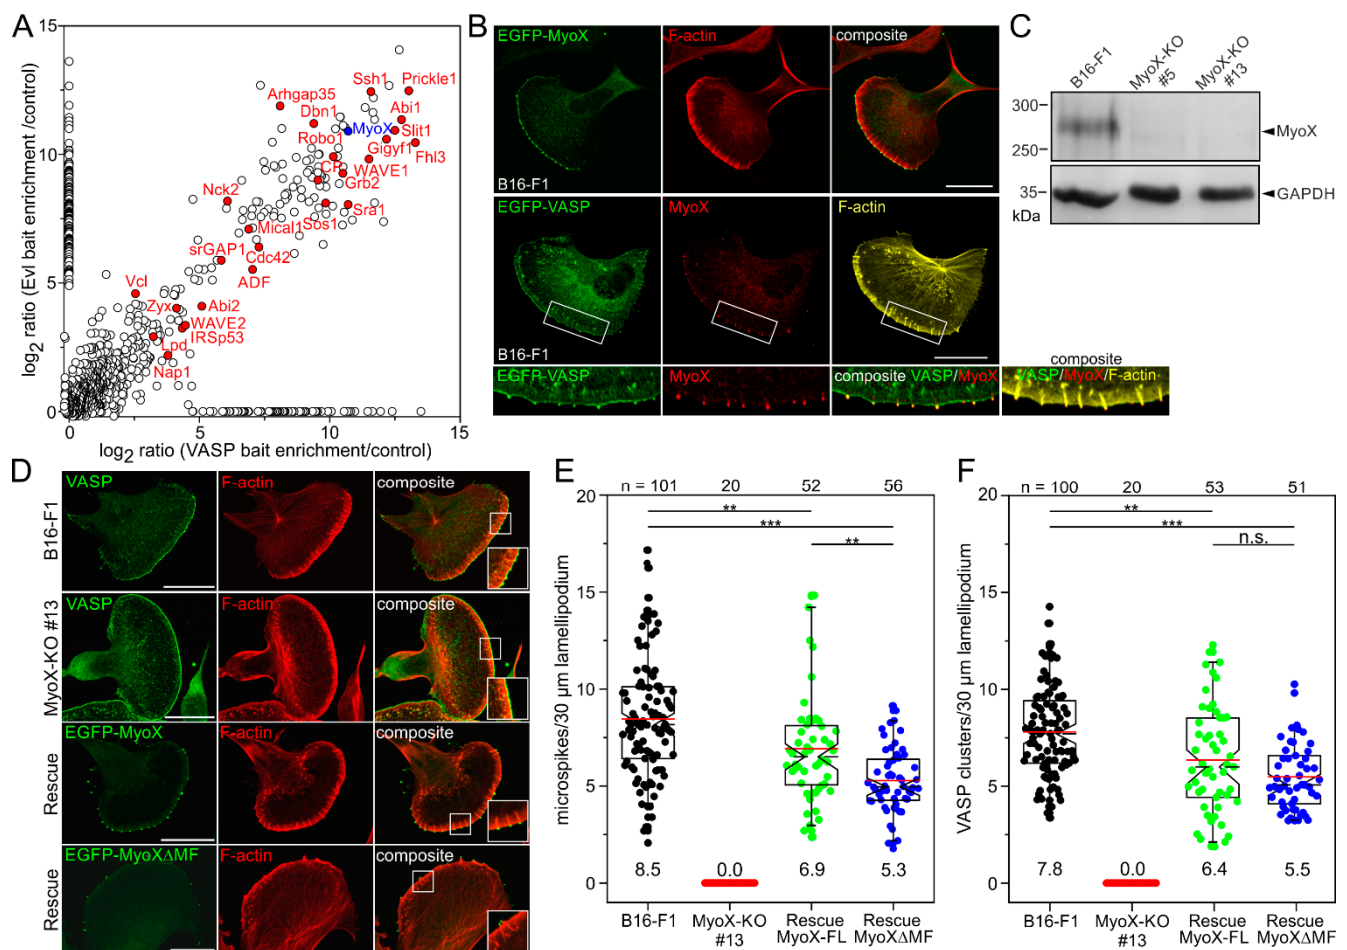 A
15
10
5
0
log2 ratio (Evl bait enrichment /control)
0
5
10
15
log2 ratio (VASP bait enrichment/control)
Ssh1
Prickle1
Arhgap35
Dbn1
Abi1
MyoX
Slit1
Robo1
Gigyf1
Fhl3
CP
WAVE1
Grb2
Nck2
Sra1
Sos1
Mical1
srGAP1
Cdc42
ADF
Vcl
Zyx
Abi2
WAVE2
IRSp53
Lpd
Nap1
B
EGFP-MyoX
F-actin
composite
B16-F1
EGFP-VASP
MyoX
F-actin
B16-F1
composite
EGFP-VASP
MyoX
composite VASP/MyoX
VASP/MyoX/F-actin
C
B16-F1
MyoX-KO #5
MyoX-KO #13
300
250
MyoX
35
kDa
GAPDH
D
B16-F1
VASP
F-actin
composite
MyoX-KO #13
VASP
F-actin
composite
Rescue
EGFP-MyoX
F-actin
composite
Rescue
EGFP-MyoXΔMF
F-actin
composite
E
n = 101
20
52
56
20
15
10
5
0
microspikes/30 µm lamellipodium
**
***
**
8.5
0.0
6.9
5.3
B16-F1
MyoX-KO #13
Rescue MyoX-FL
Rescue MyoXΔMF
F
n = 100
20
53
51
20
15
10
5
0
VASP clusters/30 µm lamellipodium
**
***
n.s.
7.8
0.0
6.4
5.5
B16-F1
MyoX-KO #13
Rescue MyoX-FL
Rescue MyoXΔMF